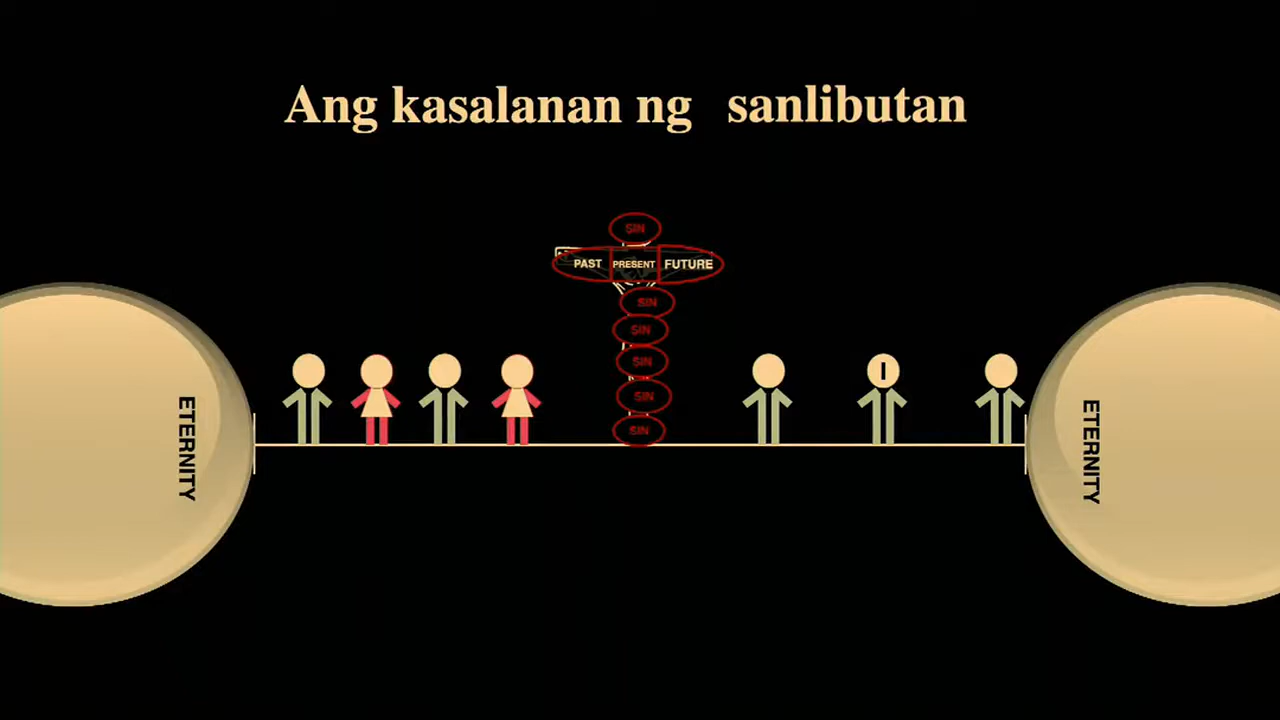 Ang kasalanan ng sanlibutan
SIN
PAST PRESENT FUTURE
SIN
SIN
SIN
SIN
SIN
I
ETERNITY
ETERNITY